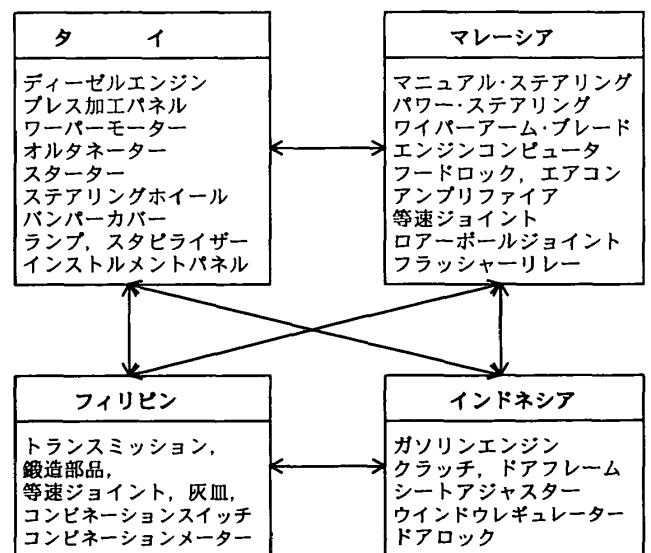 タイ
ディーゼルエンジン
プレス加工パネル
ワーパーモーター
オルタネーター
スターター
ステアリングホイール
バンパーカバー
ランプ，スタビライザー
インストルメントパネル
マレーシア
マニュアル・ステアリング
パワー・ステアリング
ワイパーアーム・ブレード
エンジンコンピュータ
フードロック，エアコン
アンプリファイア
等速ジョイント
ロアーボールジョイント
フラッシャーリレー
フィリピン
トランスミッション，
鍛造部品，
等速ジョイント，灰皿，
コンビネーションスイッチ
コンビネーションメーター
インドネシア
ガソリンエンジン
クラッチ，ドアフレーム
シートアジャスター
ウインドウレギュレーター
ドアロック